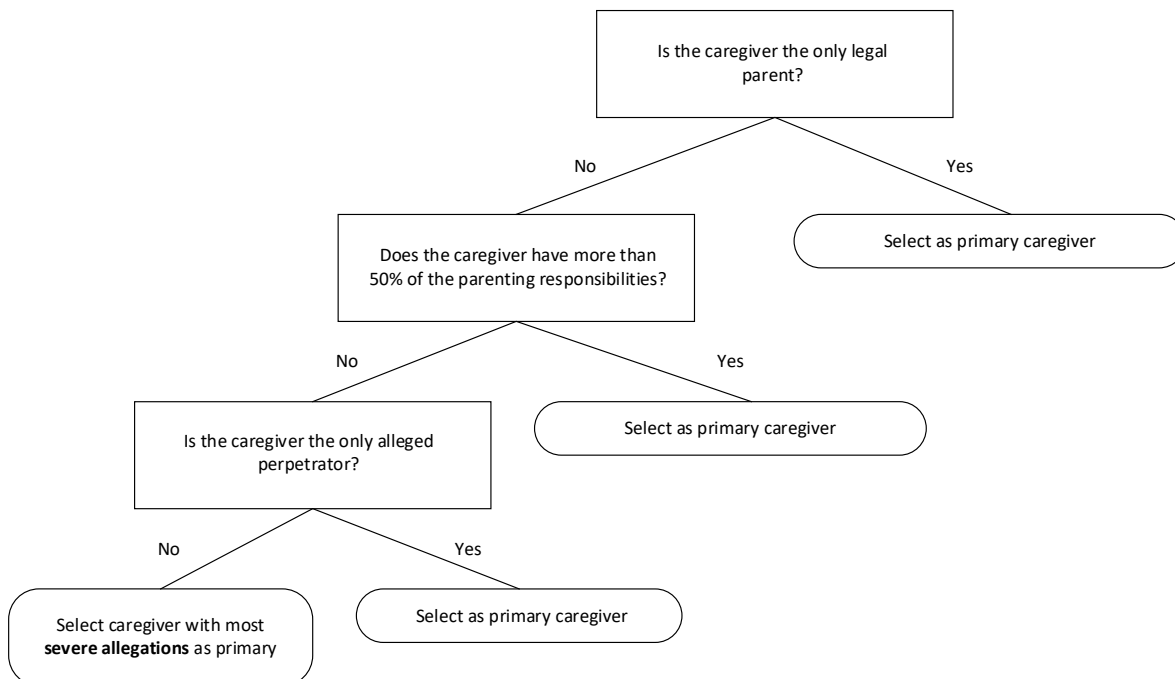 Is the caregiver the only legal
parent?
No
Yes
Select as primary caregiver
Does the caregiver have more than
50% of the parenting responsibilities?
No
Yes
Select as primary caregiver
Is the caregiver the only alleged
perpetrator?
No
Yes
Select caregiver with most
severe allegations as primary
Select as primary caregiver